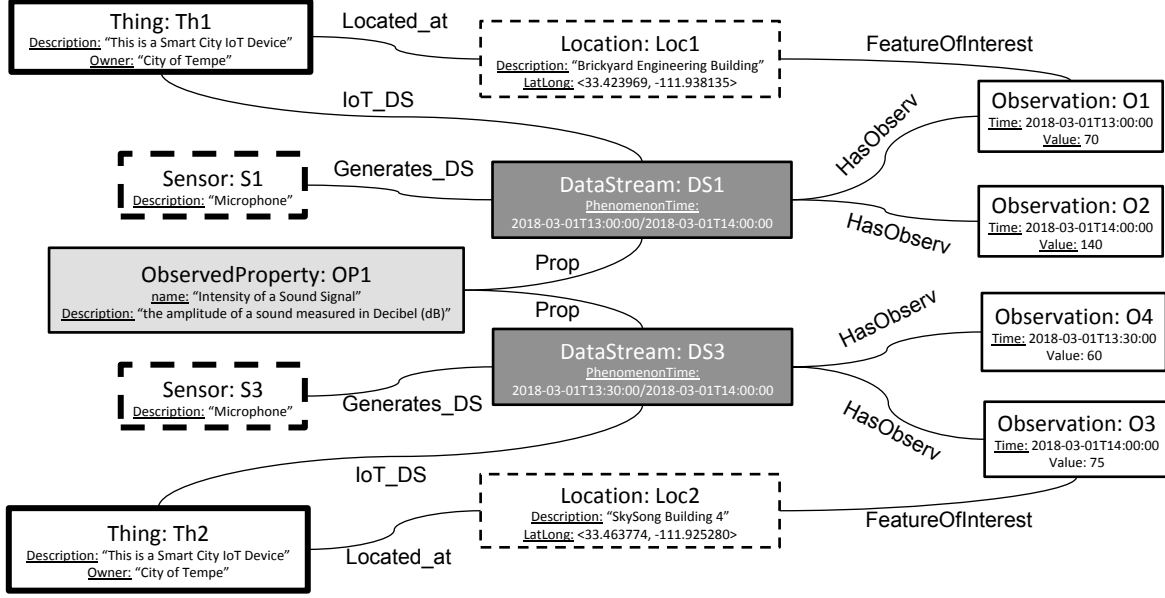 Thing: Th1
Description: “This is a Smart City IoT Device”
Owner: “City of Tempe”
Located_at
Location: Loc1
Description: “Brickyard Engineering Building”
LatLong: <33.423969, -111.938135>
FeatureOfInterest
Observation: O1
Time: 2018-03-01T13:00:00
Value: 70
IoT_DS
HasObserv
Sensor: S1
Description: “Microphone”
Generates_DS
DataStream: DS1
PhenomenonTime:
2018-03-01T13:00:00/2018-03-01T14:00:00
HasObserv
Observation: O2
Time: 2018-03-01T14:00:00
Value: 140
ObservedProperty: OP1
name: “Intensity of a Sound Signal”
Description: “the amplitude of a sound measured in Decibel (dB)”
Prop
Prop
HasObserv
Observation: O4
Time: 2018-03-01T13:30:00
Value: 60
Sensor: S3
Description: “Microphone”
Generates_DS
DataStream: DS3
PhenomenonTime:
2018-03-01T13:30:00/2018-03-01T14:00:00
HasObserv
Observation: O3
Time: 2018-03-01T14:00:00
Value: 75
IoT_DS
Thing: Th2
Description: “This is a Smart City IoT Device”
Owner: “City of Tempe”
Located_at
Location: Loc2
Description: “SkySong Building 4”
LatLong: <33.463774, -111.925280>
FeatureOfInterest